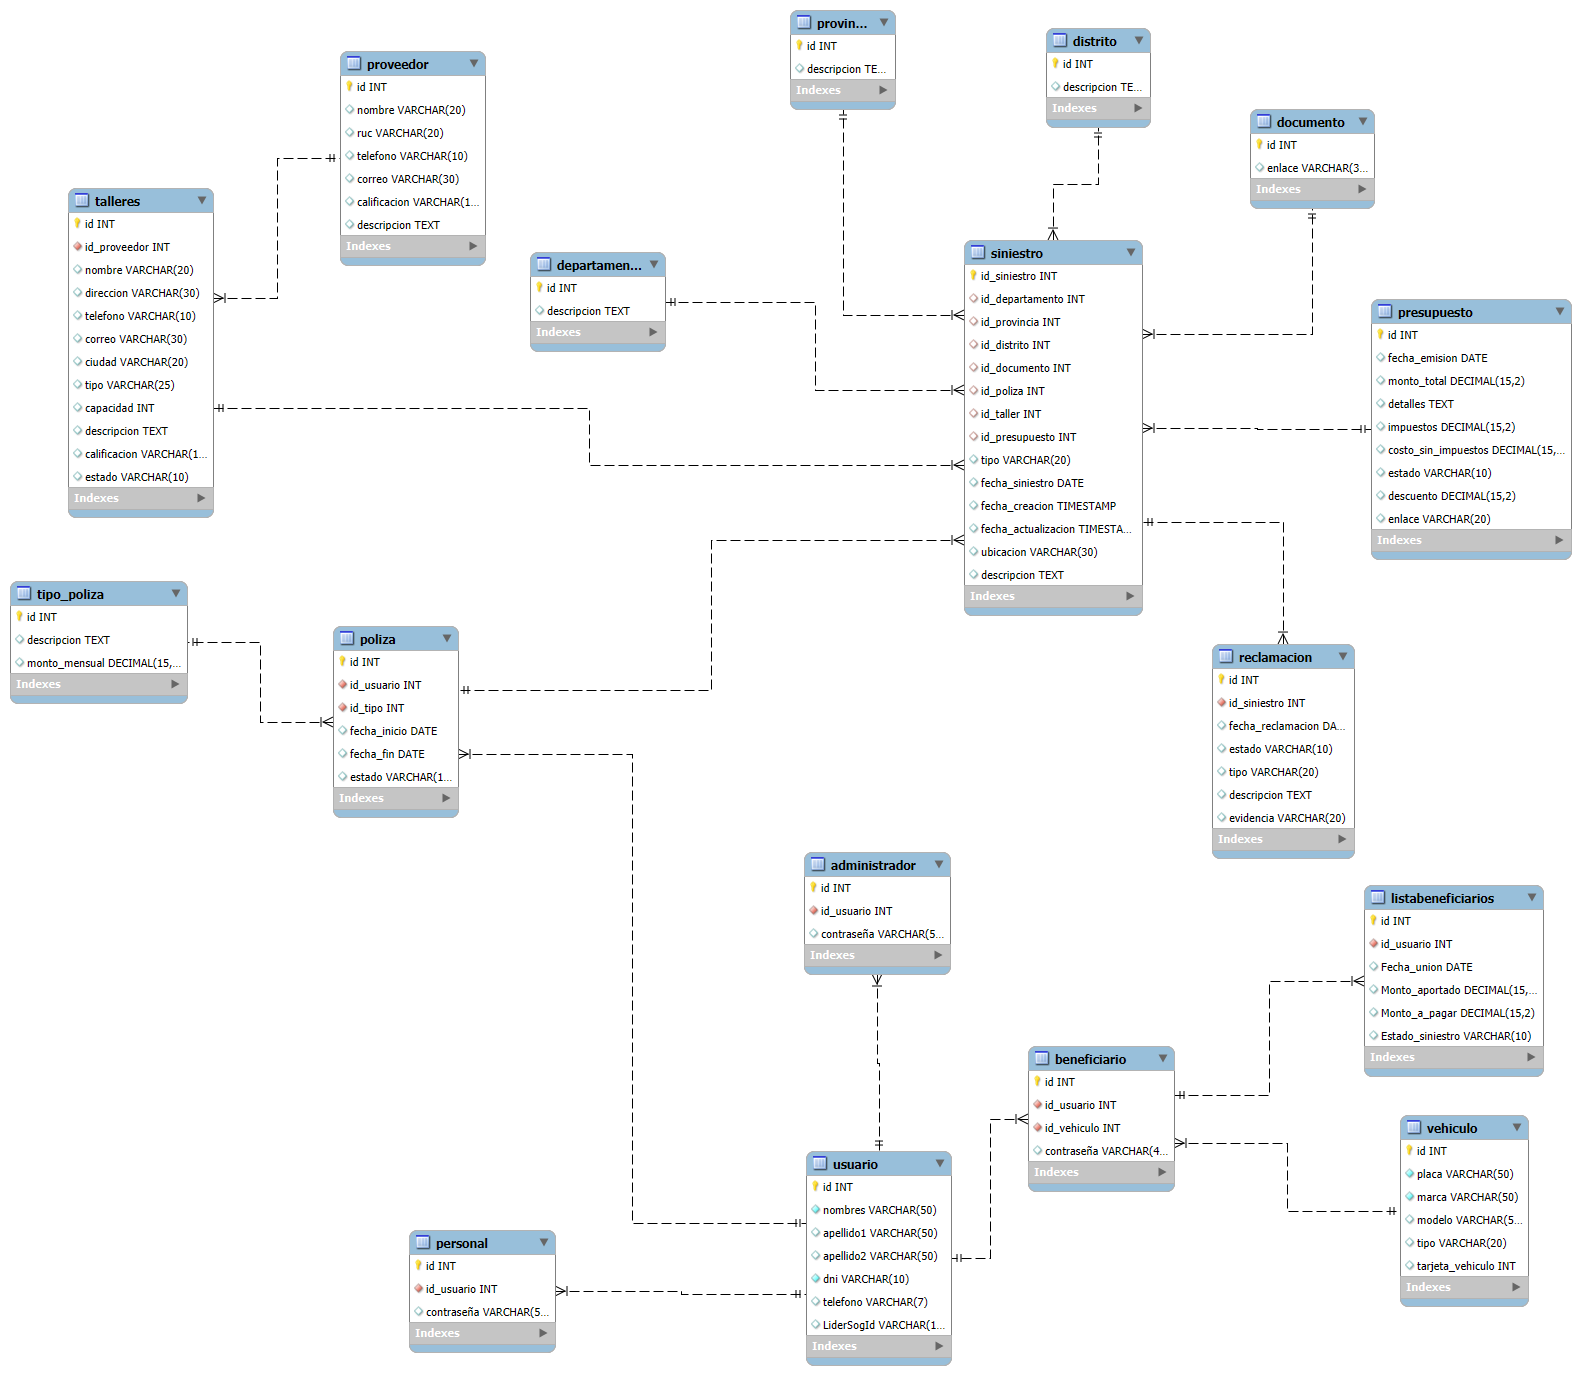 provin...
id INT
descripcion TE...
Indexes
distrito
id INT
descripcion TE...
Indexes
proveedor
id INT
nombre VARCHAR(20)
ruc VARCHAR(20)
telefono VARCHAR(10)
correo VARCHAR(30)
calificacion VARCHAR(1...
descripcion TEXT
Indexes
documento
id INT
enlace VARCHAR(3...
Indexes
talleres
id INT
id_proveedor INT
nombre VARCHAR(20)
direccion VARCHAR(30)
telefono VARCHAR(10)
correo VARCHAR(30)
ciudad VARCHAR(20)
tipo VARCHAR(25)
capacidad INT
descripcion TEXT
calificacion VARCHAR(1...
estado VARCHAR(10)
Indexes
departamen...
id INT
descripcion TEXT
Indexes
siniestro
id_siniestro INT
id_departamento INT
id_provincia INT
id_distrito INT
id_documento INT
id_poliza INT
id_taller INT
id_presupuesto INT
tipo VARCHAR(20)
fecha_siniestro DATE
fecha_creacion TIMESTAMP
fecha_actualizacion TIMESTA...
ubicacion VARCHAR(30)
descripcion TEXT
Indexes
presupuesto
id INT
fecha_emision DATE
monto_total DECIMAL(15,2)
detalles TEXT
impuestos DECIMAL(15,2)
costo_sin_impuestos DECIMAL(15,...
estado VARCHAR(10)
descuento DECIMAL(15,2)
enlace VARCHAR(20)
Indexes
tipo_poliza
id INT
descripcion TEXT
monto_mensual DECIMAL(15,...
Indexes
poliza
id INT
id_usuario INT
id_tipo INT
fecha_inicio DATE
fecha_fin DATE
estado VARCHAR(1...
Indexes
reclamacion
id INT
id_siniestro INT
fecha_reclamacion DA...
estado VARCHAR(10)
tipo VARCHAR(20)
descripcion TEXT
evidencia VARCHAR(20)
Indexes
administrador
id INT
id_usuario INT
contraseña VARCHAR(5...
Indexes
listabeneficiarios
id INT
id_usuario INT
Fecha_union DATE
Monto_aportado DECIMAL(15,...
Monto_a_pagar DECIMAL(15,2)
Estado_siniestro VARCHAR(10)
Indexes
beneficiario
id INT
id_usuario INT
id_vehiculo INT
contraseña VARCHAR(4...
Indexes
vehiculo
id INT
placa VARCHAR(50)
marca VARCHAR(50)
modelo VARCHAR(5...
tipo VARCHAR(20)
tarjeta_vehiculo INT
Indexes
usuario
id INT
nombres VARCHAR(50)
apellido1 VARCHAR(50)
apellido2 VARCHAR(50)
dni VARCHAR(10)
telefono VARCHAR(7)
LiderSogId VARCHAR(1...
Indexes
personal
id INT
id_usuario INT
contraseña VARCHAR(5...
Indexes